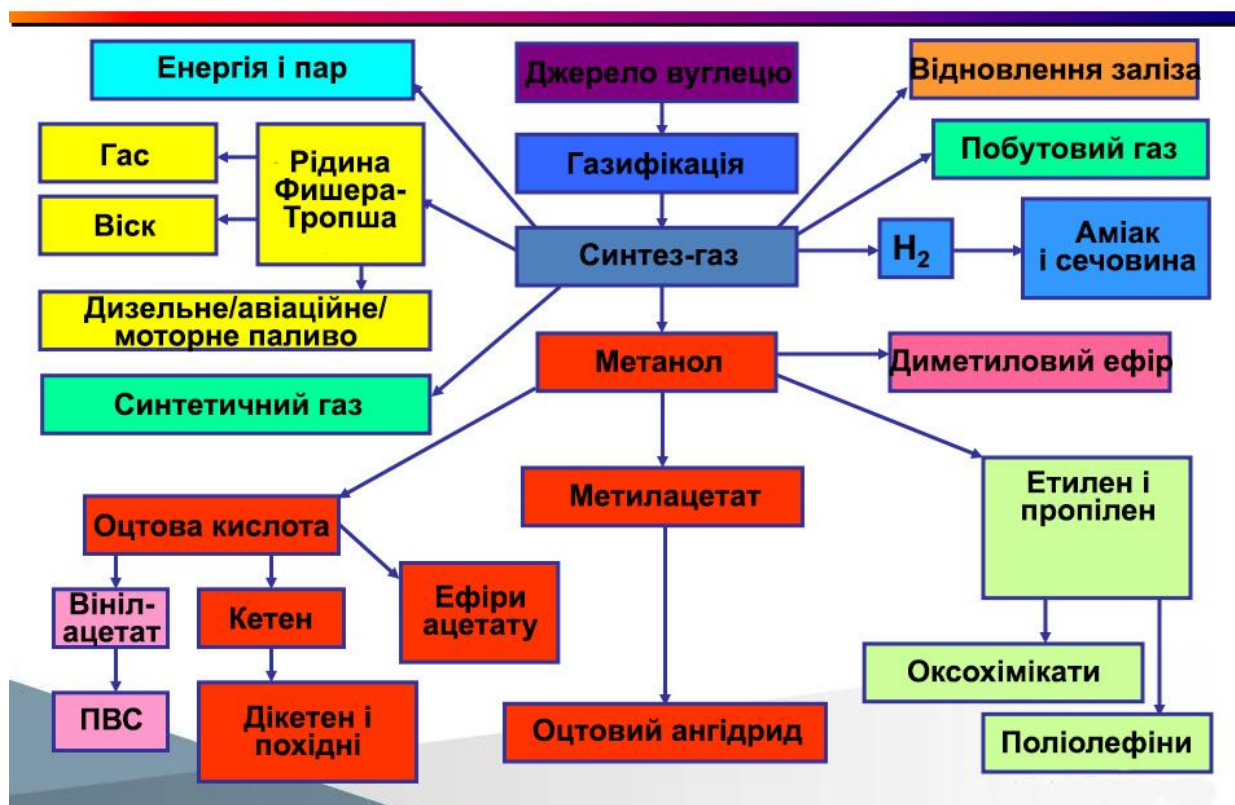 Енергія і пар
Джерело вуглецю
Відновлення заліза
Гас
Рідина
Фишера-
Тропша
Газифікація
Побутовий газ
Віск
Синтез-газ
H₂
Аміак
і сечовина
Дизельне/авіаційне/
моторне паливо
Метанол
Диметиловий ефір
Синтетичний газ
Метилацетат
Етилен і
пропілен
Оцтова кислота
Вініл-
ацетат
Кетен
Ефіри
ацетату
Оксохімікати
ПВС
Дікетен і
похідні
Оцтовий ангідрид
Поліолефіни